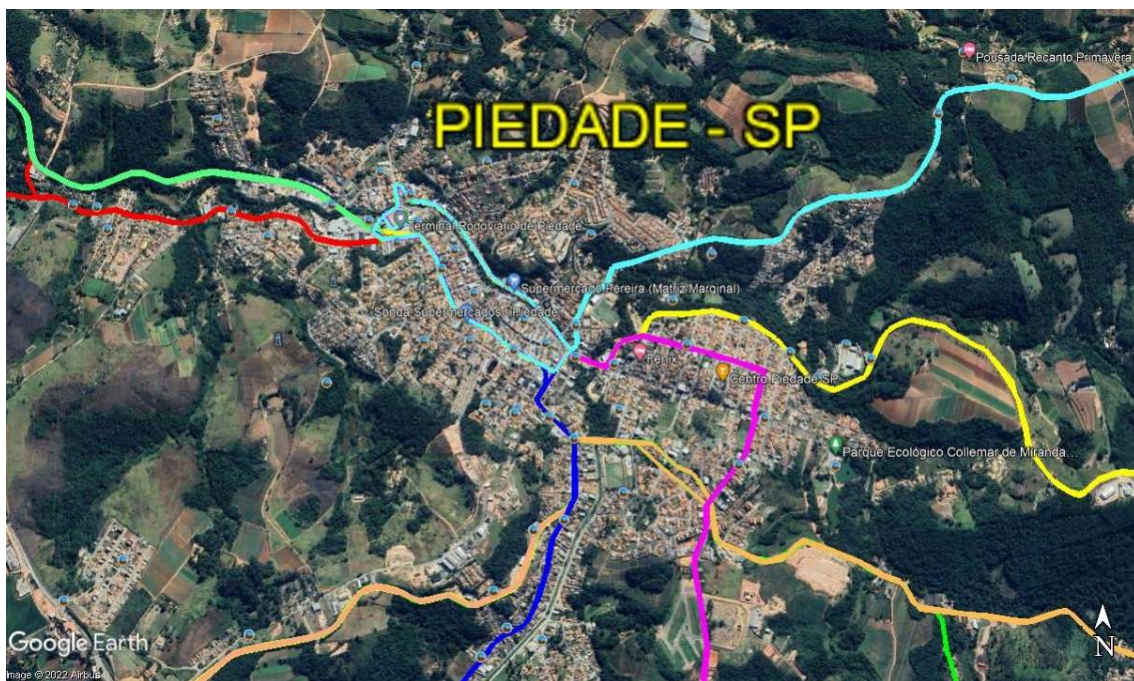 Pousada Recanto Primavera
PIEDADE - SP
Terminal Rodoviário de Piedade
Supermercado Pereira (Matriz/Marginal)
Sonda Supermercados - Piedade
Fênix
Centro Piedade SP
Parque Ecológico Collemar de Miranda...
Google Earth
N
Image © 2022 Airbus